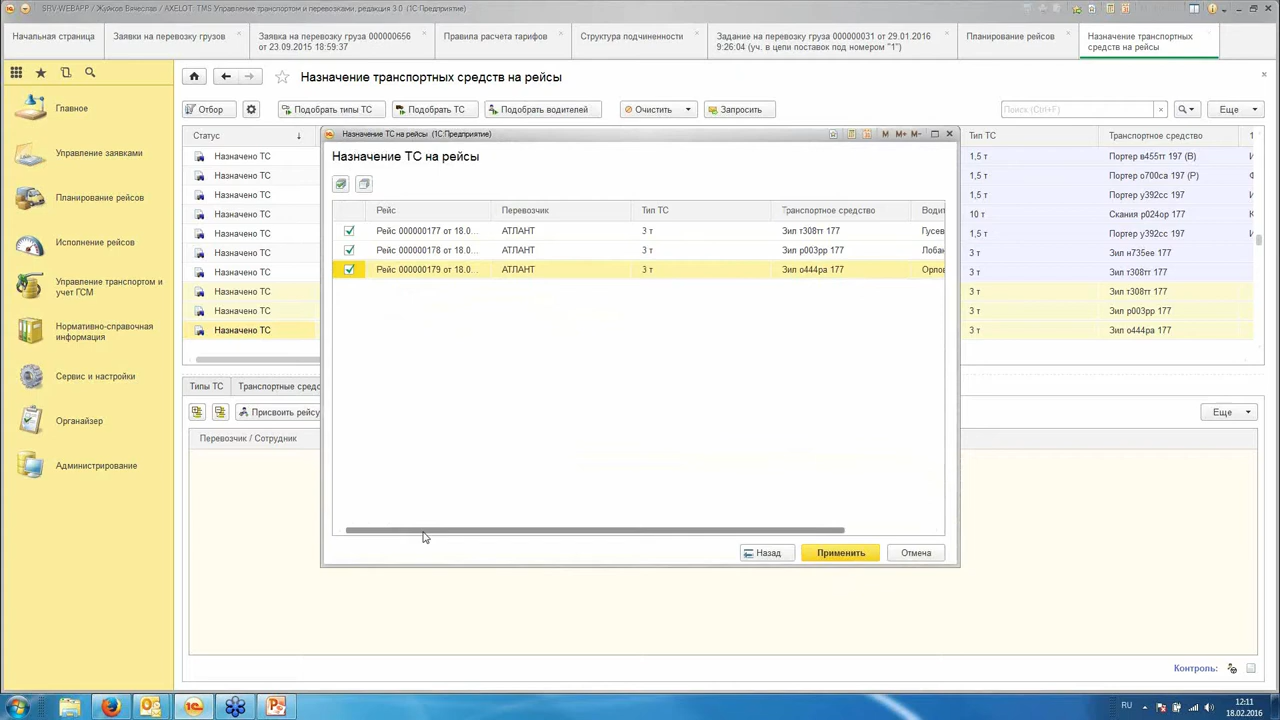 SRV-WEBAPP / Жуйков Вячеслав / AXELOT: TMS Управление транспортом и перевозками, редакция 3.0 (1С:Предприятие)
Начальная страница
Заявки на перевозку грузов
Заявка на перевозку груза 000000656
от 23.09.2015 18:59:37
Правила расчета тарифов
Структура подчиненности
Задание на перевозку груза 000000031 от 29.01.2016
9:26:04 (уч. в цепи поставок под номером "1")
Планирование рейсов
Назначение транспортных
средств на рейсы
Главное
Управление заявками
Планирование рейсов
Исполнение рейсов
Управление транспортом и
учет ГСМ
Нормативно-справочная
информация
Сервис и настройки
Органайзер
Администрирование
Назначение транспортных средств на рейсы
Отбор
Подобрать типы ТС
Подобрать ТС
Подобрать водителей
Очистить
Запросить
Поиск (Ctrl+F)
Еще
Статус
Тип ТС
Транспортное средство
Назначено ТС
1,5 т
Портер в455тт 197 (В)
Назначено ТС
1,5 т
Портер о700са 197 (Р)
Назначено ТС
1,5 т
Портер у392сс 197
Назначено ТС
10 т
Скания р024ор 177
Назначено ТС
1,5 т
Портер у392сс 197
Назначено ТС
3 т
Зил н735ее 177
Назначено ТС
3 т
Зил т308тт 177
Назначено ТС
3 т
Зил т308тт 177
Назначено ТС
3 т
Зил р003рр 177
Назначено ТС
3 т
Зил о444ра 177
Назначение ТС на рейсы (1С:Предприятие)
M M+ M-
Назначение ТС на рейсы
Рейс
Перевозчик
Тип ТС
Транспортное средство
Водит
Рейс 000000177 от 18.0...
АТЛАНТ
3 т
Зил т308тт 177
Гусев
Рейс 000000178 от 18.0...
АТЛАНТ
3 т
Зил р003рр 177
Лобан
Рейс 000000179 от 18.0...
АТЛАНТ
3 т
Зил о444ра 177
Орлов
Назад
Применить
Отмена
Типы ТС
Транспортные средс
Присвоить рейсу
Еще
Перевозчик / Сотрудник
Контроль:
RU
12:11
18.02.2016